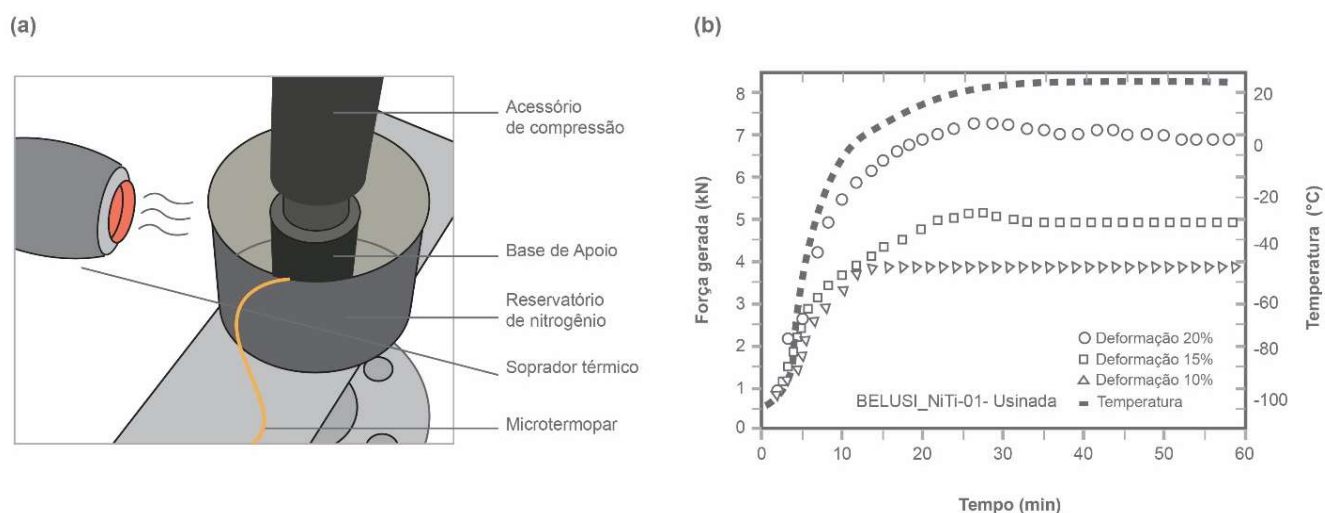 (a)
Acessório
de compressão
Base de Apoio
Reservatório
de nitrogênio
Soprador térmico
Microtermopar
(b)
Força gerada (kN)
8
7
6
5
4
3
2
1
0
20
0
-20
-40
-60
-80
-100
Temperatura (°C)
Deformação 20%
Deformação 15%
Deformação 10%
BELUSI_NiTi-01- Usinada
Temperatura
0 10 20 30 40 50 60
Tempo (min)